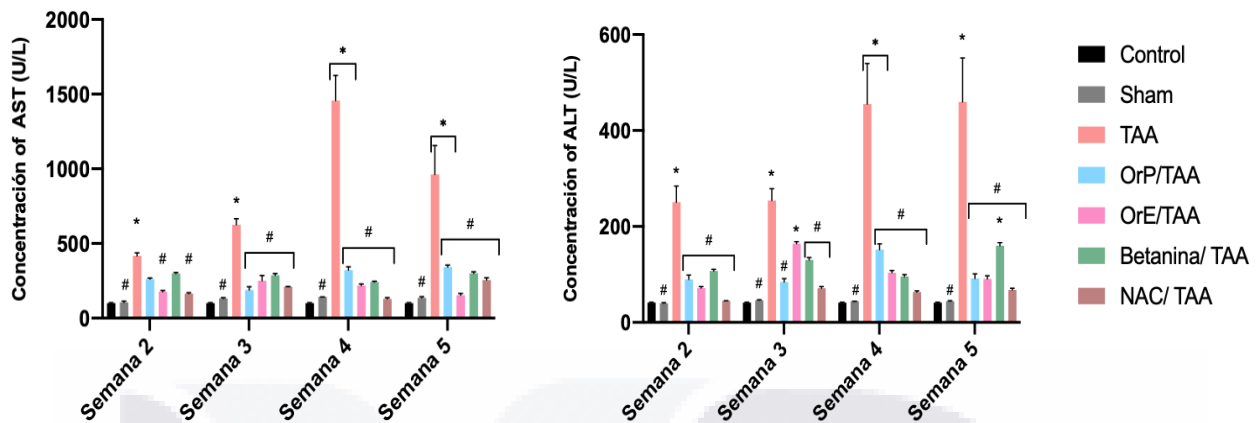 Concentración of AST (U/L)
2000
1500
1000
500
0
# * # #
# * #
# * #
# * #
Semana 2
Semana 3
Semana 4
Semana 5
Concentración of ALT (U/L)
600
400
200
0
# * #
# * # * #
# * #
# * # *
Semana 2
Semana 3
Semana 4
Semana 5
Control
Sham
TAA
OrP/TAA
OrE/TAA
Betanina/ TAA
NAC/ TAA